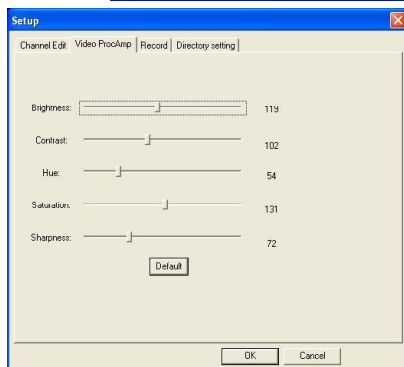 Setup
Channel Edit Video ProcAmp Record Directory setting
Brightness: 119
Contrast: 102
Hue: 54
Saturation: 131
Sharpness: 72
Default
OK Cancel